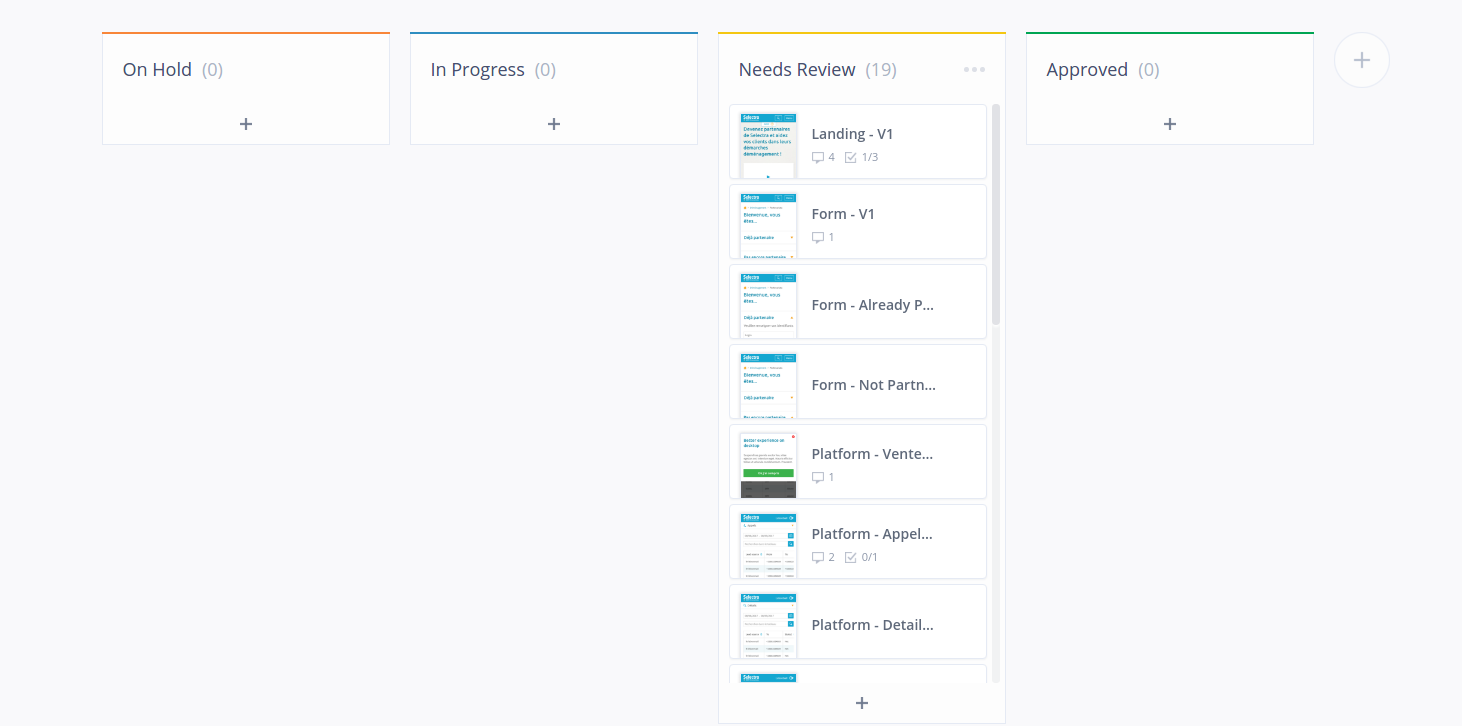 On Hold (0)
In Progress (0)
Needs Review (19)
Approved (0)
Selectra
Devenez partenaires
de Selectra et aidez
vos clients dans leurs
démarches
déménagement !
Landing - V1
4 1/3
Selectra
Bienvenue, vous
êtes...
Déjà partenaire
Form - V1
1
Selectra
Bienvenue, vous
êtes...
Déjà partenaire
Form - Already P...
Selectra
Bienvenue, vous
êtes...
Déjà partenaire
Form - Not Partn...
Better experience on
desktop
Platform - Vente...
1
Selectra
Platform - Appel...
2 0/1
Selectra
Platform - Detail...
Selectra